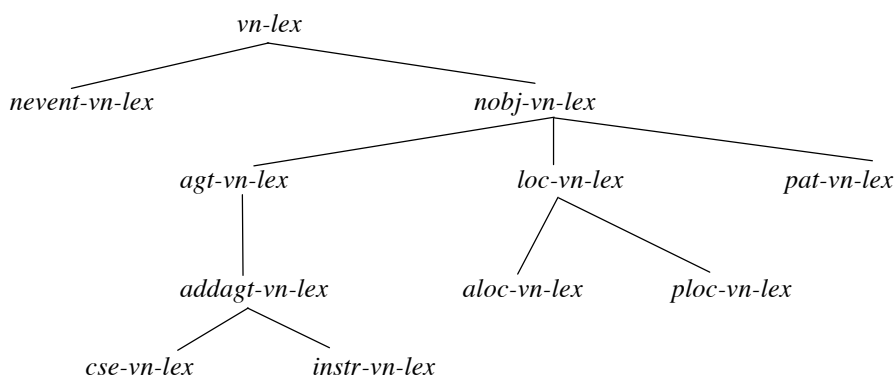 vn-lex
nevent-vn-lex nobj-vn-lex
agt-vn-lex loc-vn-lex pat-vn-lex
addagt-vn-lex aloc-vn-lex ploc-vn-lex
cse-vn-lex instr-vn-lex